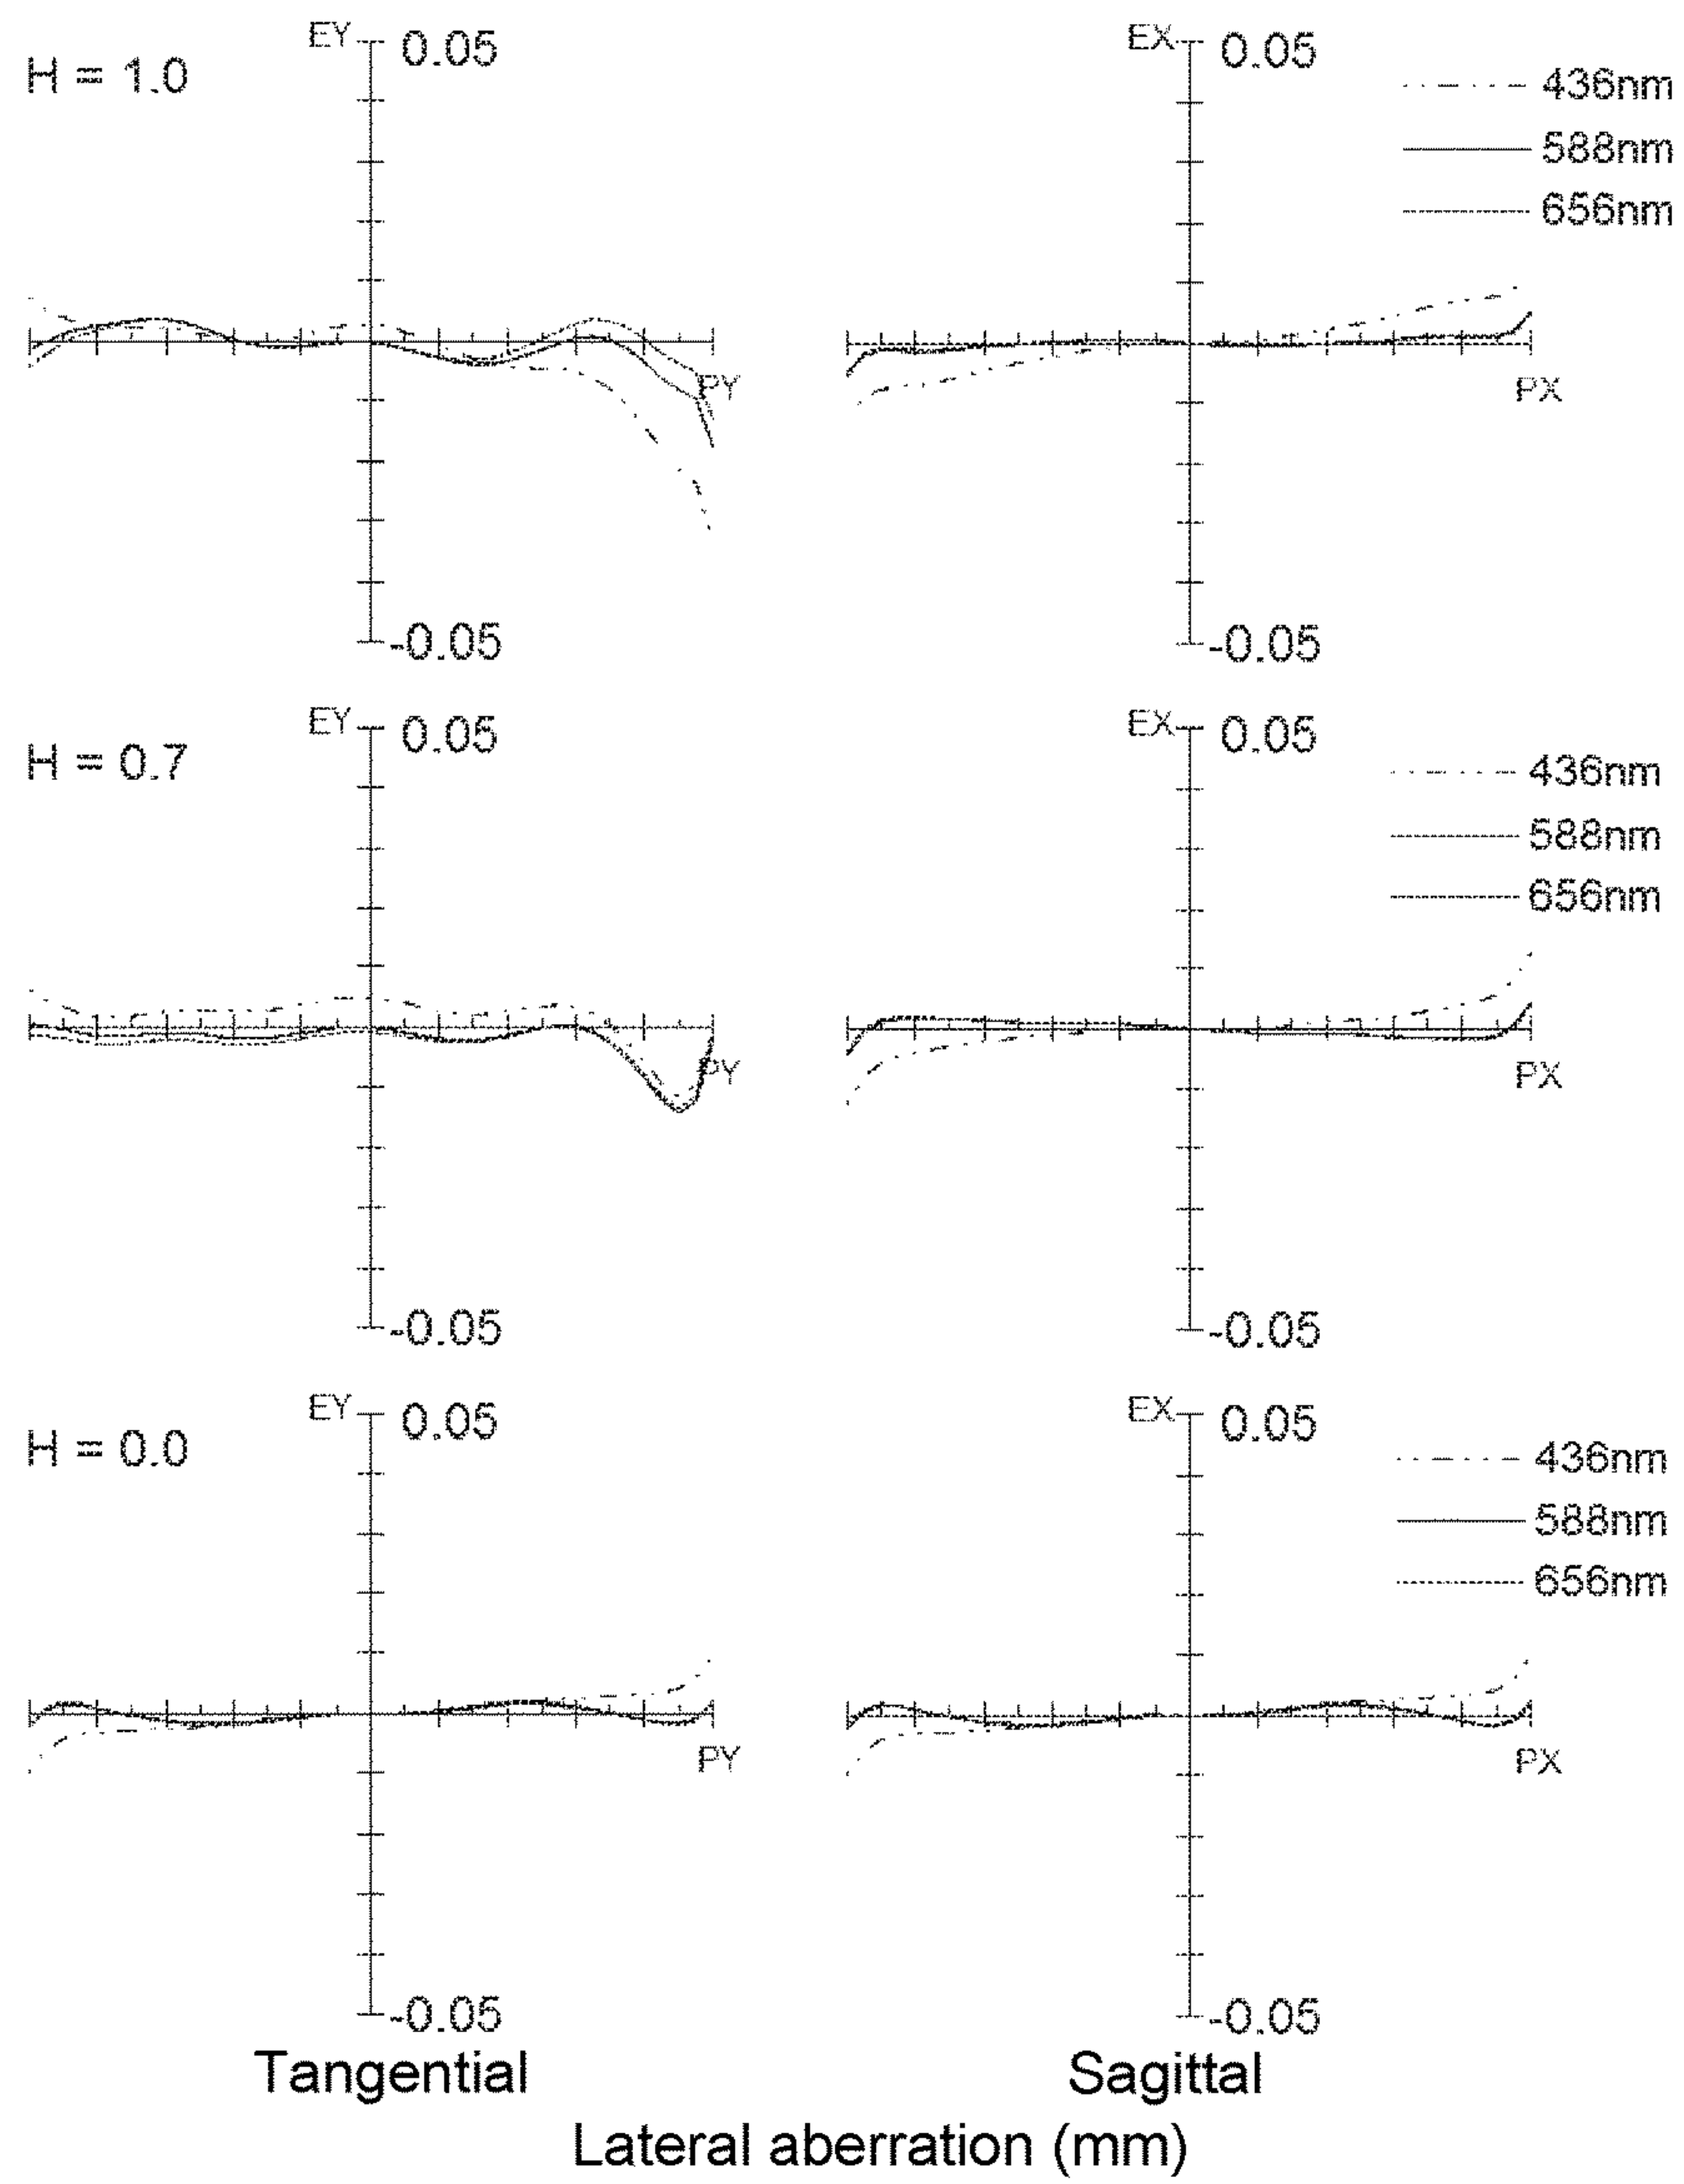 EY 0.05
EX 0.05
H = 1.0
436nm
588nm
656nm
PY
PX
-0.05
-0.05
EY 0.05
EX 0.05
H = 0.7
436nm
588nm
656nm
PY
PX
-0.05
-0.05
EY 0.05
EX 0.05
H = 0.0
436nm
588nm
656nm
PY
PX
-0.05
-0.05
Tangential
Sagittal
Lateral aberration (mm)